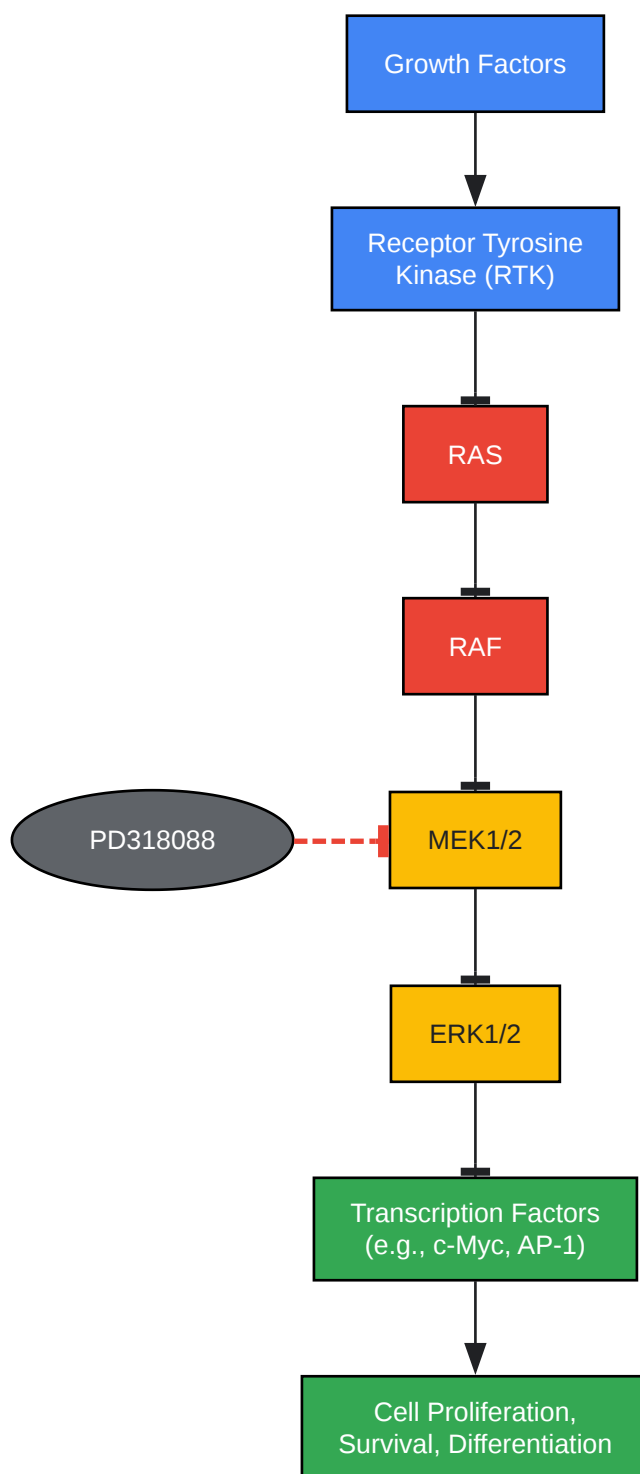 Growth Factors
Receptor Tyrosine
Kinase (RTK)
RAS
RAF
PD318088
MEK1/2
ERK1/2
Transcription Factors
(e.g., c-Myc, AP-1)
Cell Proliferation,
Survival, Differentiation